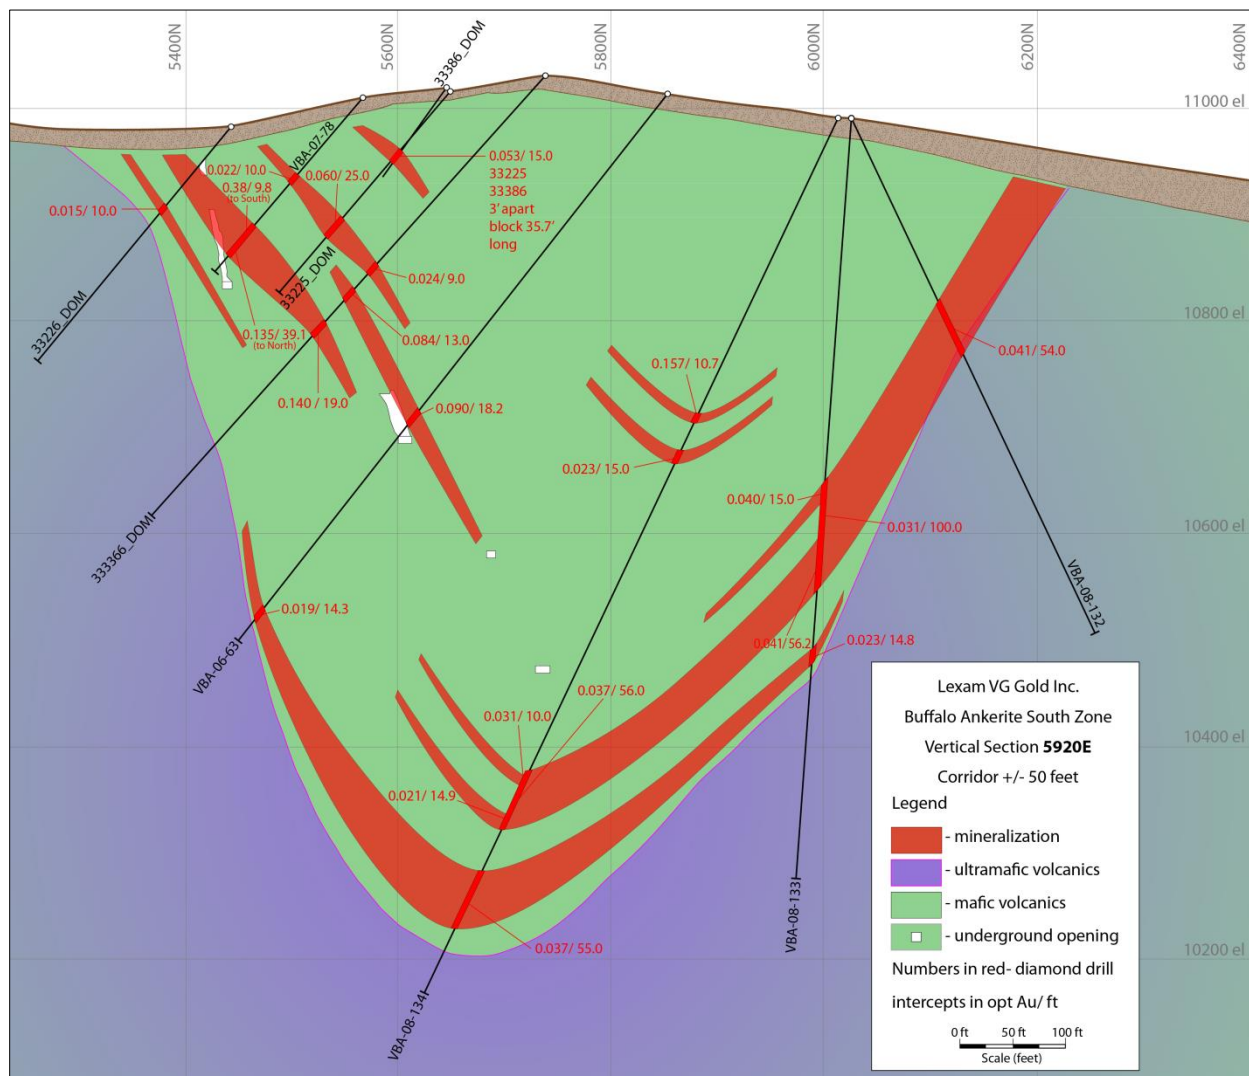 5400N
5600N
5800N
6000N
6200N
6400N
33386_DOM
11000 el
VBA-07-78
0.022/ 10.0
0.38/ 9.8
(to South)
0.060/ 25.0
0.053/ 15.0
33225
33386
3' apart
block 35.7'
long
0.015/ 10.0
33225_DOM
0.024/ 9.0
33226_DOM
0.135/ 39.1
(to North)
0.084/ 13.0
10800 el
0.041/ 54.0
0.140/ 19.0
0.157/ 10.7
0.090/ 18.2
0.023/ 15.0
0.040/ 15.0
0.031/ 100.0
333366_DOM
10600 el
VBA-08-132
0.019/ 14.3
0.041/ 56.2
0.023/ 14.8
VBA-06-63
0.037/ 56.0
0.031/ 10.0
0.021/ 14.9
10400 el
VBA-08-133
0.037/ 55.0
10200 el
VBA-08-134
Lexam VG Gold Inc.
Buffalo Ankerite South Zone
Vertical Section 5920E
Corridor +/- 50 feet
Legend
- mineralization
- ultramafic volcanics
- mafic volcanics
- underground opening
Numbers in red- diamond drill
intercepts in opt Au/ ft
0 ft 50 ft 100 ft
Scale (feet)